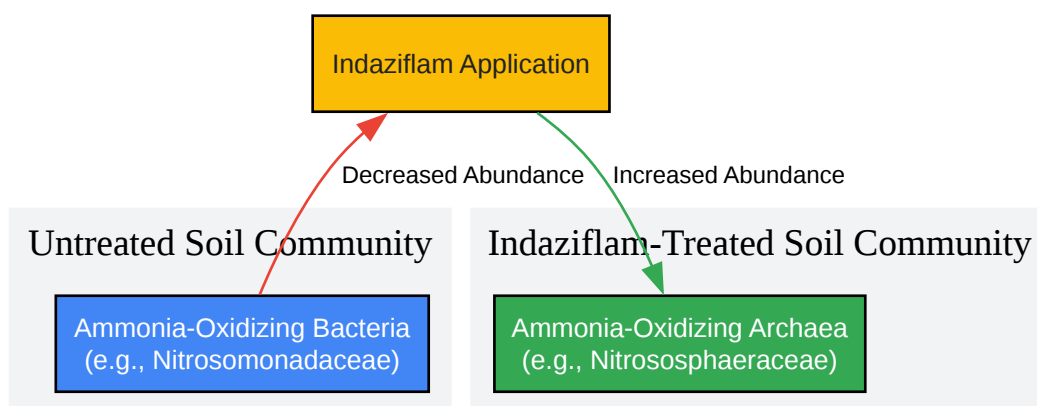 Indaziflam Application
Decreased Abundance
Increased Abundance
Untreated Soil Community
Indaziflam-Treated Soil Community
Ammonia-Oxidizing Bacteria
(e.g., Nitrosomonadaceae)
Ammonia-Oxidizing Archaea
(e.g., Nitrososphaeraceae)